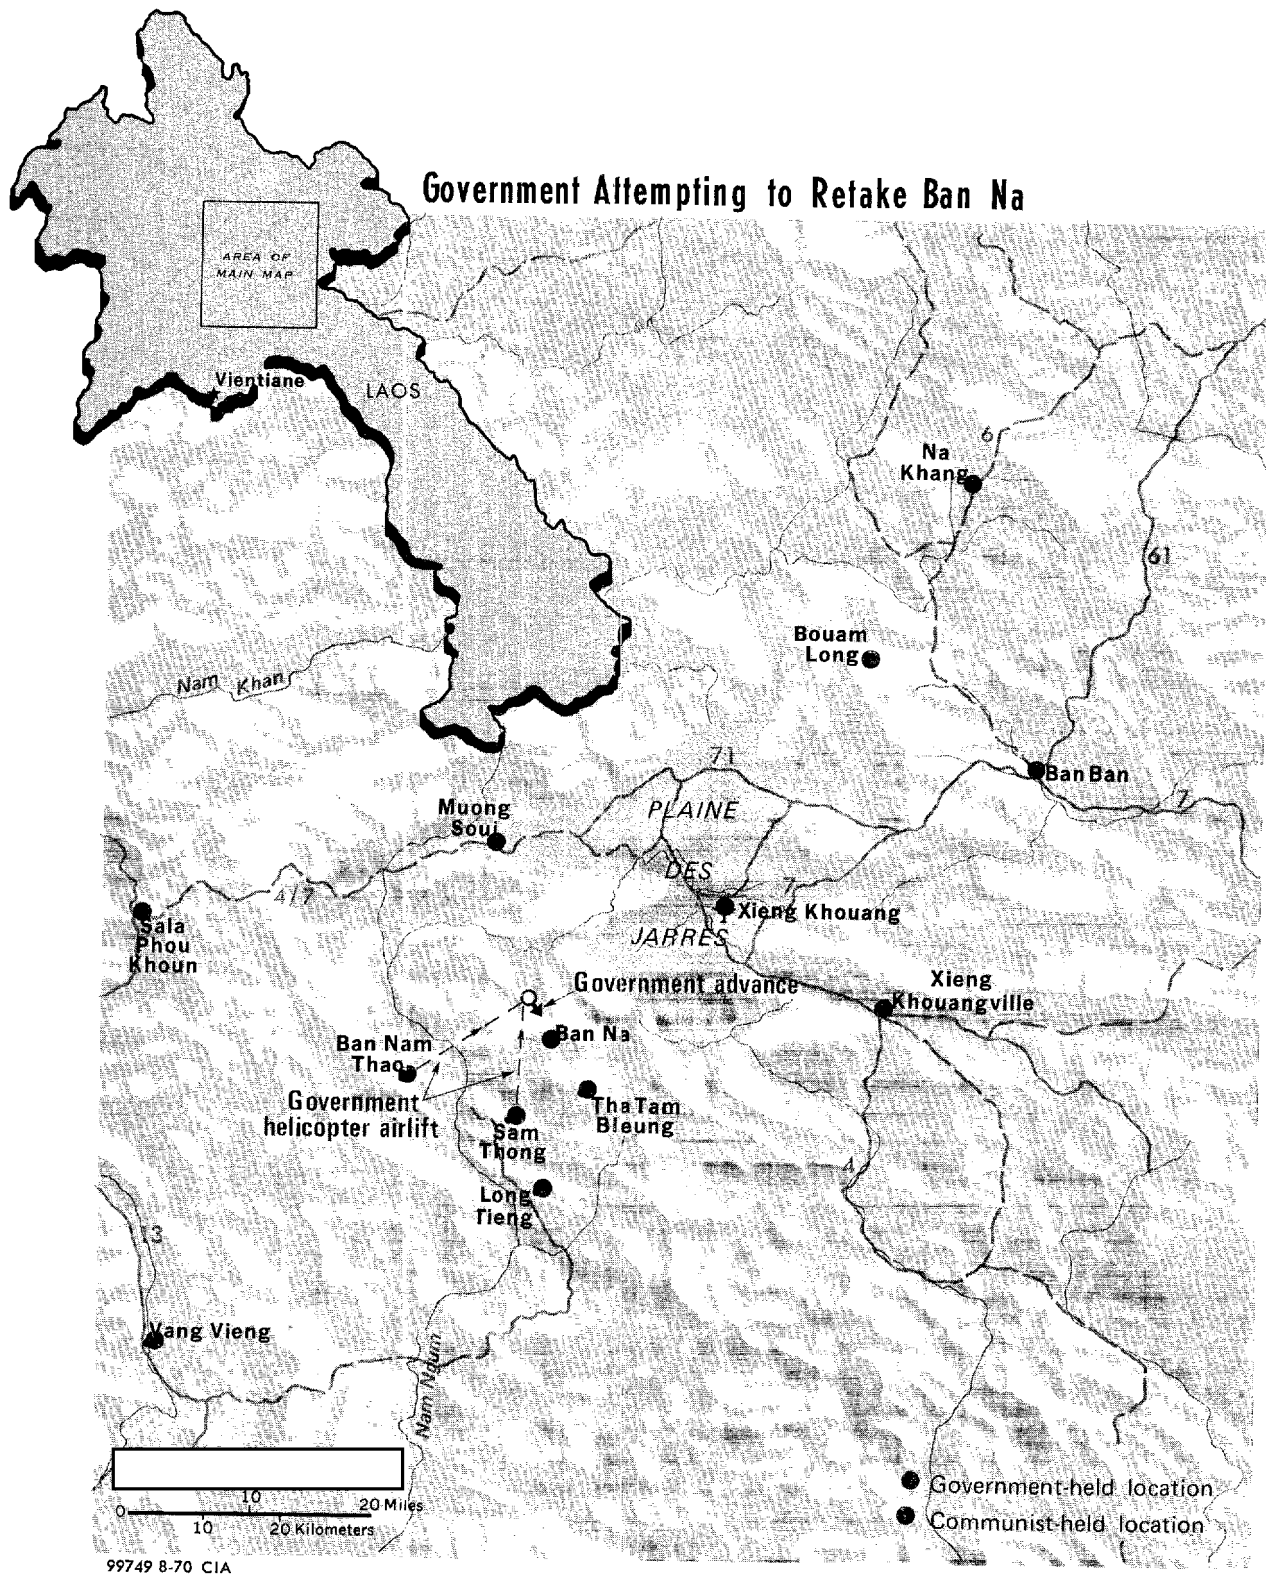 Government Attempting to Retake Ban Na
AREA OF
MAIN MAP
Vientiane
LAOS
6
Na
Khang
61
Bouam
Long
Nam Khan
71
Ban Ban
PLAINE
7
Muong
Soui
DES
7
4/7
Xieng Khouang
Sala
Phou
Khoun
JARRES
Xieng
Khouangville
Government advance
Ban Na
Ban Nam
Thao
Government
helicopter airlift
Tha Tam
Bleung
Sam
Thong
4
Long
Tieng
13
Vang Vieng
Nam Ngum
0 10 20 Miles
10 20 Kilometers
Government-held location
Communist-held location
99749 8-70 CIA